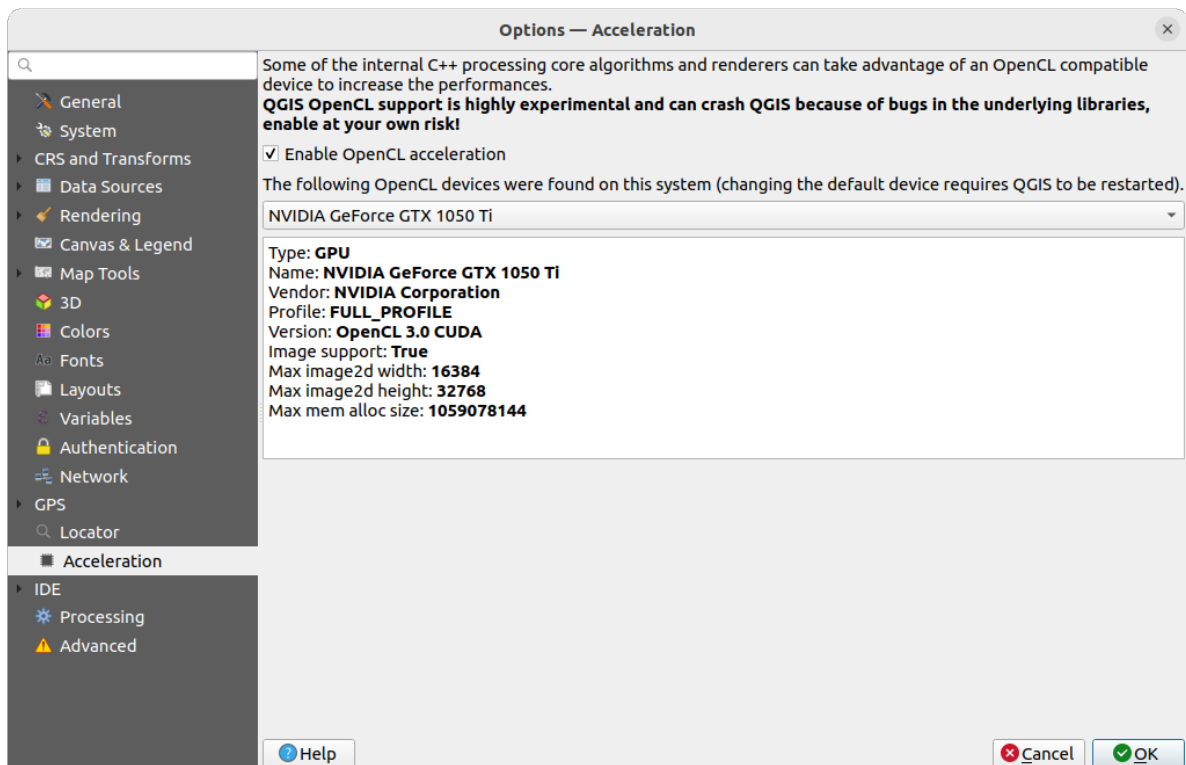 Options — Acceleration
General
System
CRS and Transforms
Data Sources
Rendering
Canvas & Legend
Map Tools
3D
Colors
Aa Fonts
Layouts
ε Variables
Authentication
Network
GPS
Locator
Acceleration
IDE
Processing
Advanced
Some of the internal C++ processing core algorithms and renderers can take advantage of an OpenCL compatible
device to increase the performances.
QGIS OpenCL support is highly experimental and can crash QGIS because of bugs in the underlying libraries,
enable at your own risk!
Enable OpenCL acceleration
The following OpenCL devices were found on this system (changing the default device requires QGIS to be restarted).
NVIDIA GeForce GTX 1050 Ti
Type: GPU
Name: NVIDIA GeForce GTX 1050 Ti
Vendor: NVIDIA Corporation
Profile: FULL_PROFILE
Version: OpenCL 3.0 CUDA
Image support: True
Max image2d width: 16384
Max image2d height: 32768
Max mem alloc size: 1059078144
? Help
Cancel
OK